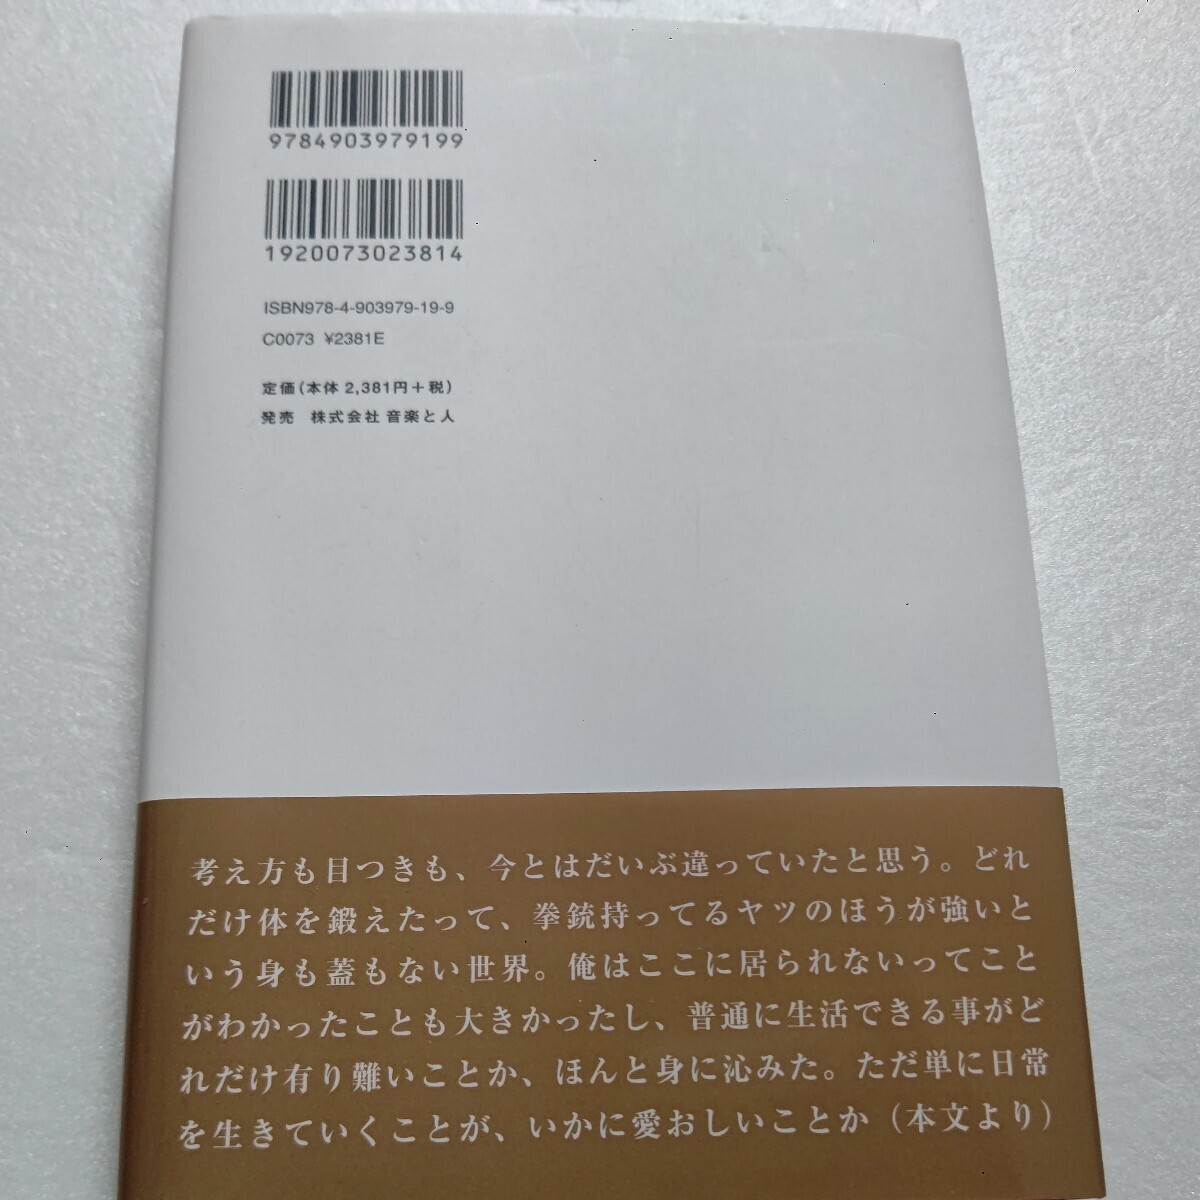 9784903979199
1920073023814
ISBN978-4-903979-19-9
C0073 ¥2381E
定価(本体 2,381円+税)
発売 株式会社 音楽と人
考え方も目つきも、今とはだいぶ違っていたと思う。どれ
だけ体を鍛えたって、拳銃持ってるヤツのほうが強いと
いう身も蓋もない世界。俺はここに居られないってこと
がわかったことも大きかったし、普通に生活できる事がど
れだけ有り難いことか、ほんと身に沁みた。ただ単に日常
を生きていくことが、いかに愛おしいことか（本文より）